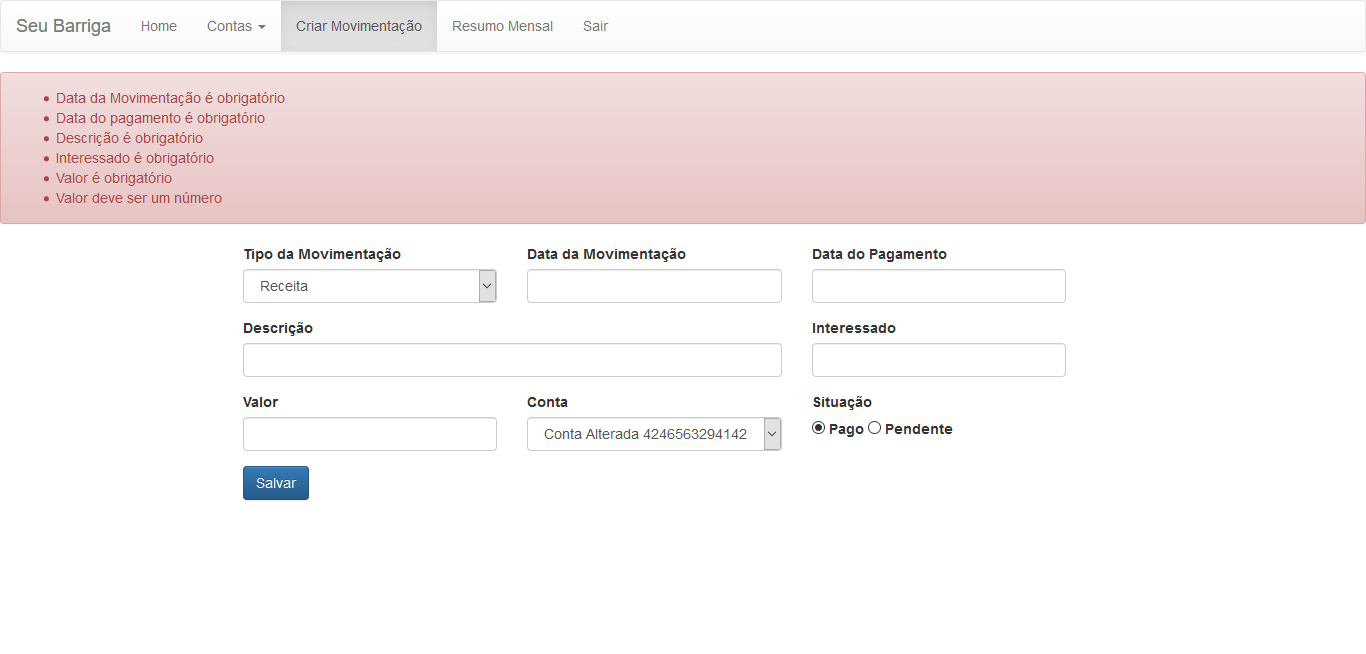 Seu Barriga Home Contas Criar Movimentação Resumo Mensal Sair
Data da Movimentação é obrigatório
Data do pagamento é obrigatório
Descrição é obrigatório
Interessado é obrigatório
Valor é obrigatório
Valor deve ser um número
Tipo da Movimentação Data da Movimentação Data do Pagamento
Receita
Descrição Interessado
Valor Conta Situação
Conta Alterada 4246563294142 Pago Pendente
Salvar